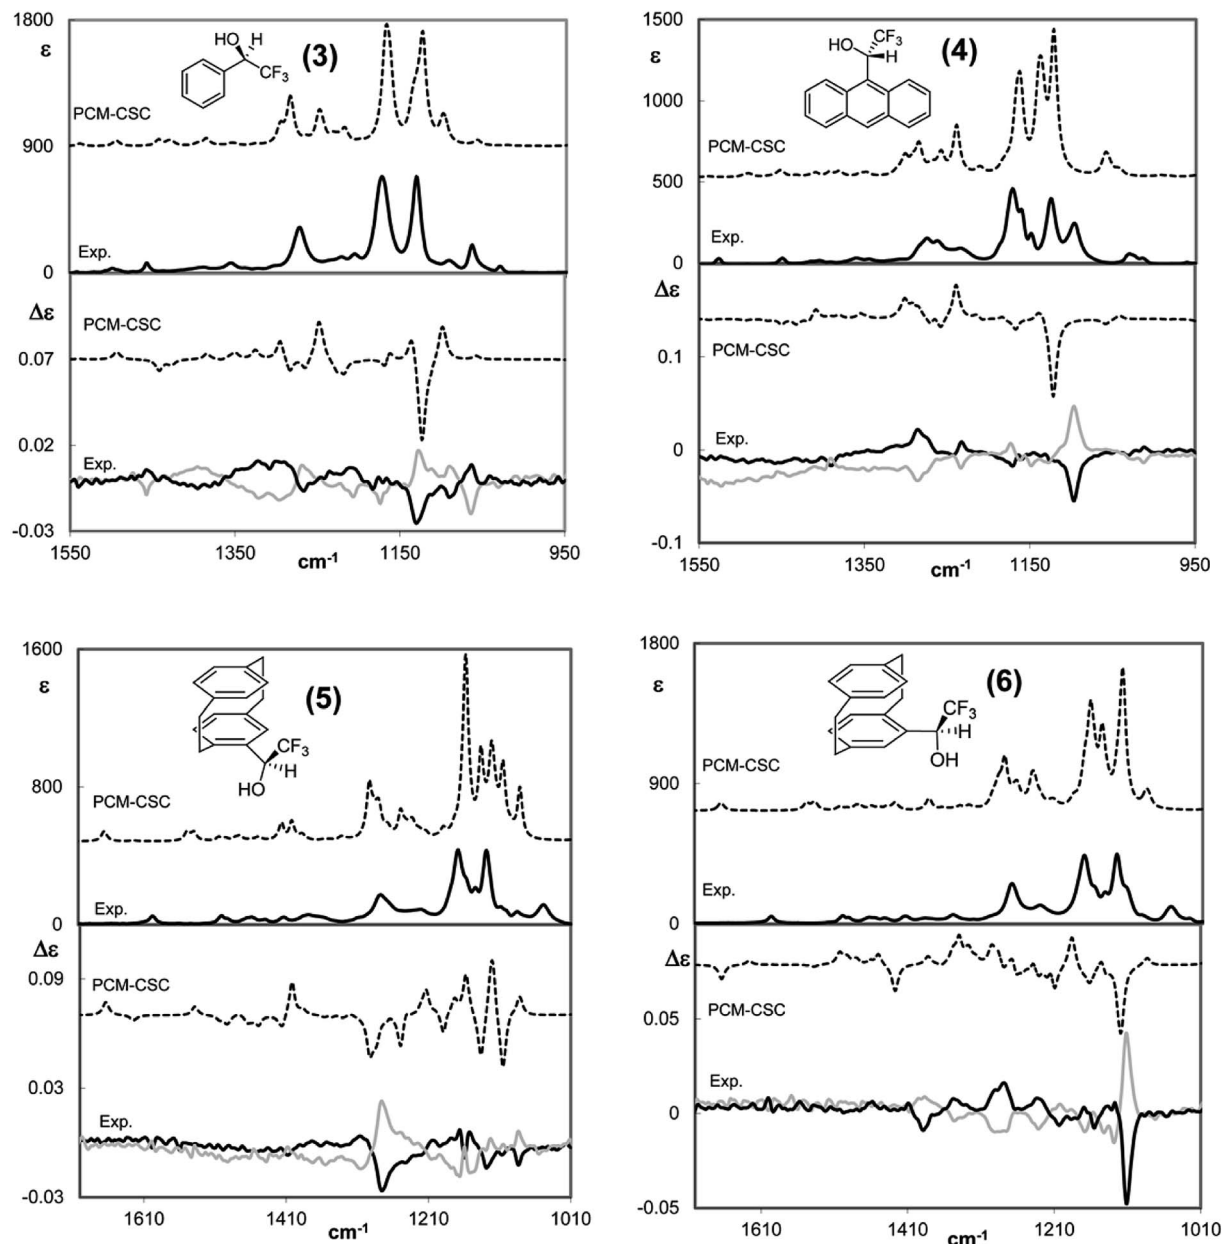 1800
ε
HO H
CF3
(3)
PCM-CSC
900
Exp.
0
Δε
PCM-CSC
0.07
0.02
Exp.
-0.03
1550
1350
1150
950
cm-1
1500
ε
CF3
HO
H
(4)
1000
PCM-CSC
500
Exp.
0
Δε
PCM-CSC
0.1
Exp.
0
-0.1
1550
1350
1150
950
cm-1
1600
ε
(5)
CF3
H
HO
800
PCM-CSC
Exp.
0
Δε
0.09
PCM-CSC
0.03
Exp.
-0.03
1610
1410
1210
1010
cm-1
1800
ε
(6)
CF3
H
OH
900
PCM-CSC
Exp.
0
Δε
0.05
PCM-CSC
Exp.
0
-0.05
1610
1410
1210
1010
cm-1